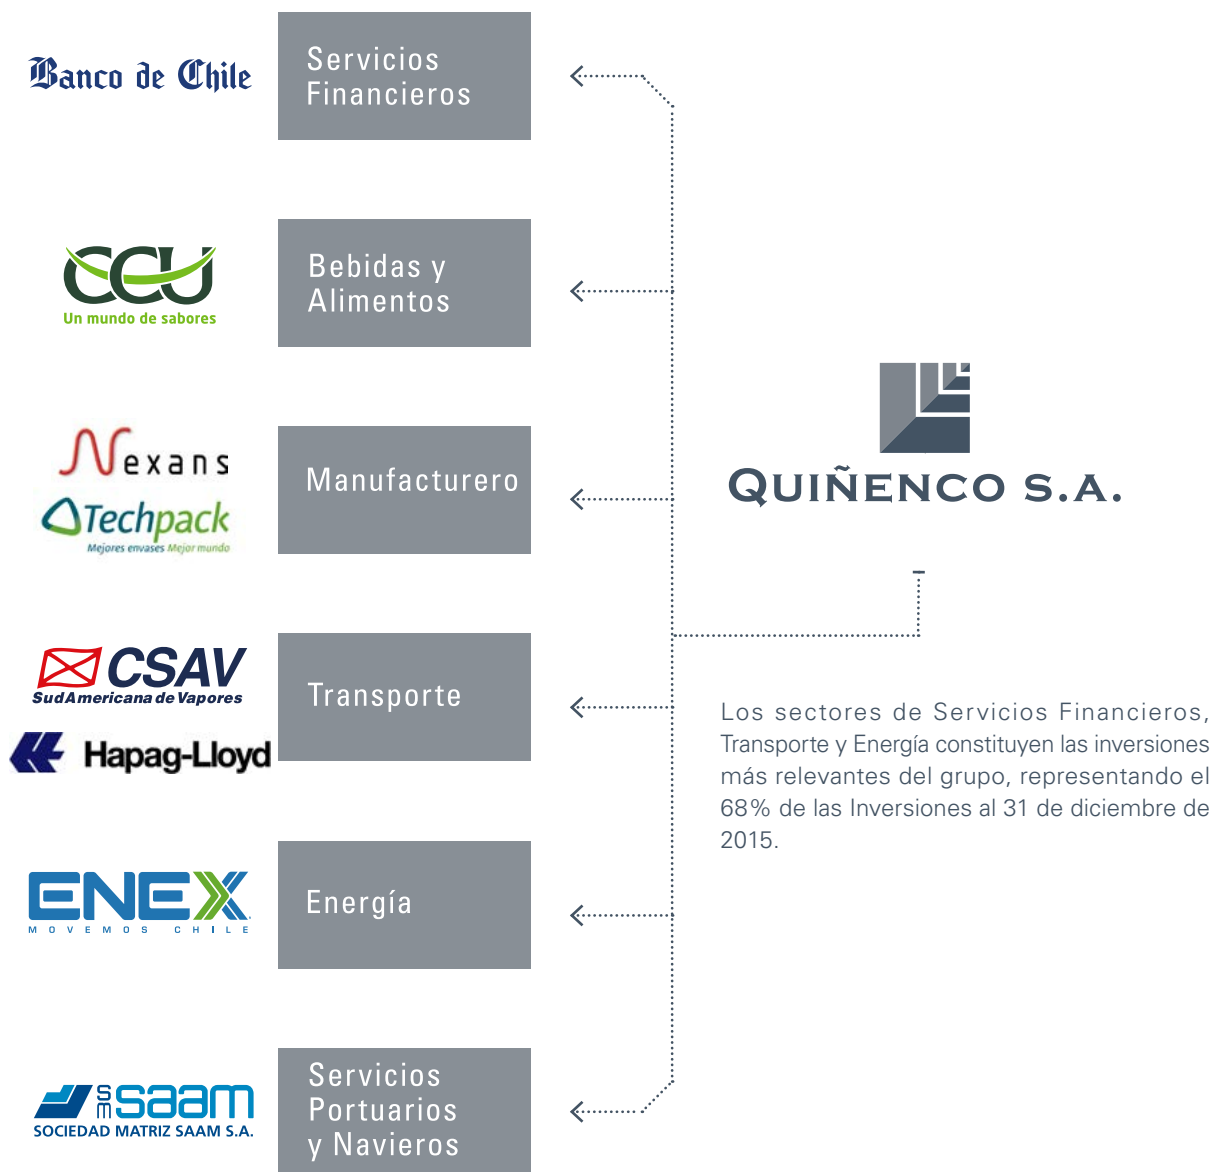 Banco de Chile
Servicios
Financieros
CCU
Un mundo de sabores
Bebidas y
Alimentos
Nexans
Techpack
Mejores envases Mejor mundo
Manufacturero
QUIÑENCO S.A.
CSAV
SudAmericana de Vapores
Hapag-Lloyd
Transporte
Los sectores de Servicios Financieros,
Transporte y Energía constituyen las inversiones
más relevantes del grupo, representando el
68% de las Inversiones al 31 de diciembre de
2015.
ENEX
MOVEMOS CHILE
Energía
SM SAAM
SOCIEDAD MATRIZ SAAM S.A.
Servicios
Portuarios
y Navieros